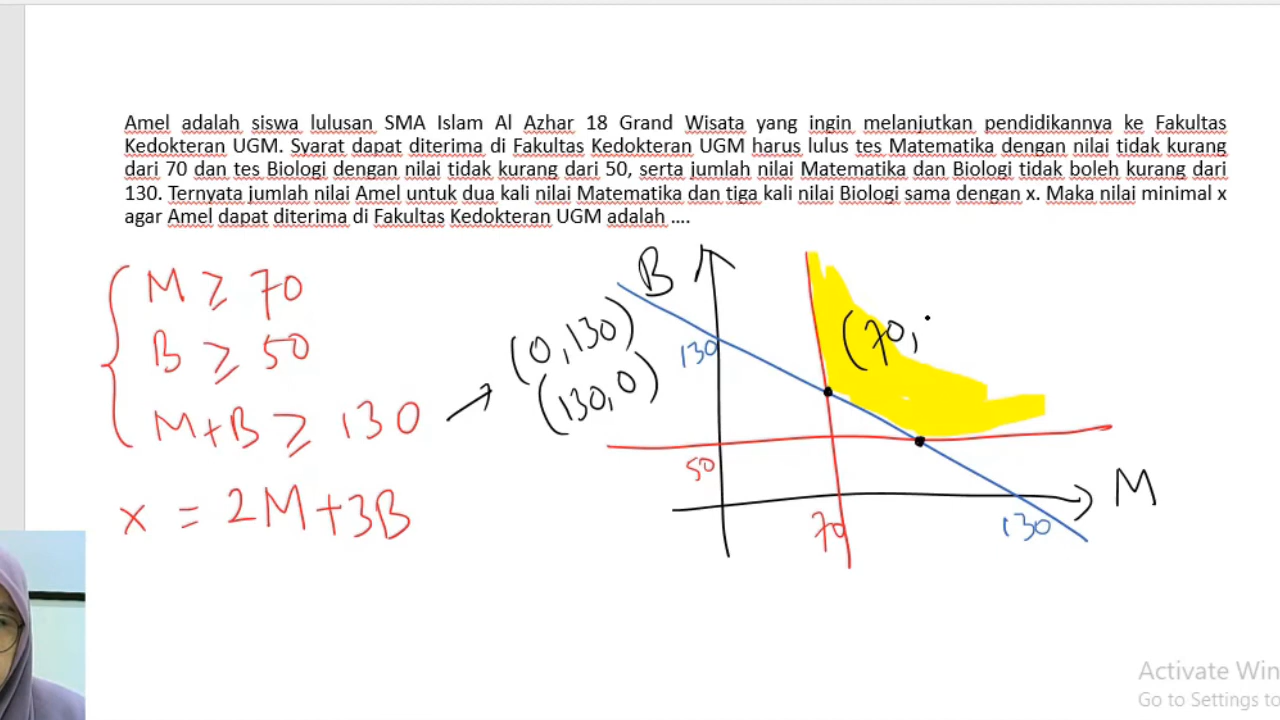 Amel adalah siswa lulusan SMA Islam Al Azhar 18 Grand Wisata yang ingin melanjutkan pendidikannya ke Fakultas
Kedokteran UGM. Syarat dapat diterima di Fakultas Kedokteran UGM harus lulus tes Matematika dengan nilai tidak kurang
dari 70 dan tes Biologi dengan nilai tidak kurang dari 50, serta jumlah nilai Matematika dan Biologi tidak boleh kurang dari
130. Ternyata jumlah nilai Amel untuk dua kali nilai Matematika dan tiga kali nilai Biologi sama dengan x. Maka nilai minimal x
agar Amel dapat diterima di Fakultas Kedokteran UGM adalah ....
M ≥ 70
B ≥ 50
M+B ≥ 130
x = 2M+3B
(0,130)
(130,0)
B
130
(70,
50
M
70
130
Activate Win
Go to Settings to